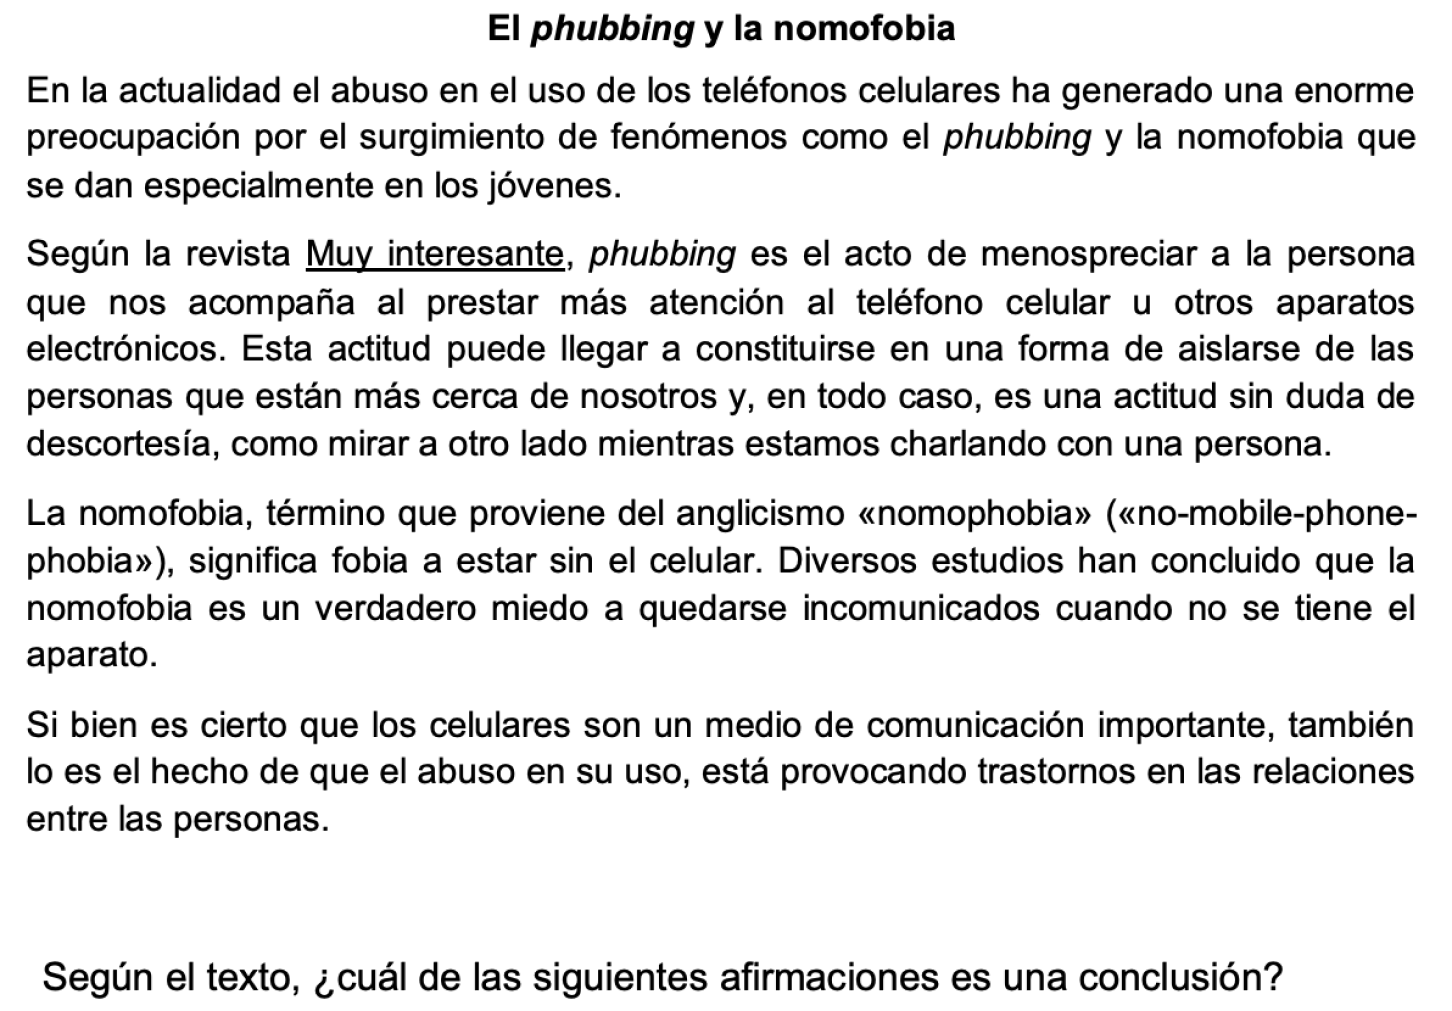 El phubbing y la nomofobia
En la actualidad el abuso en el uso de los teléfonos celulares ha generado una enorme
preocupación por el surgimiento de fenómenos como el phubbing y la nomofobia que
se dan especialmente en los jóvenes.
Según la revista Muy interesante, phubbing es el acto de menospreciar a la persona
que nos acompaña al prestar más atención al teléfono celular u otros aparatos
electrónicos. Esta actitud puede llegar a constituirse en una forma de aislarse de las
personas que están más cerca de nosotros y, en todo caso, es una actitud sin duda de
descortesía, como mirar a otro lado mientras estamos charlando con una persona.
La nomofobia, término que proviene del anglicismo «nomophobia» («no-mobile-phone-
phobia»), significa fobia a estar sin el celular. Diversos estudios han concluido que la
nomofobia es un verdadero miedo a quedarse incomunicados cuando no se tiene el
aparato.
Si bien es cierto que los celulares son un medio de comunicación importante, también
lo es el hecho de que el abuso en su uso, está provocando trastornos en las relaciones
entre las personas.
Según el texto, ¿cuál de las siguientes afirmaciones es una conclusión?